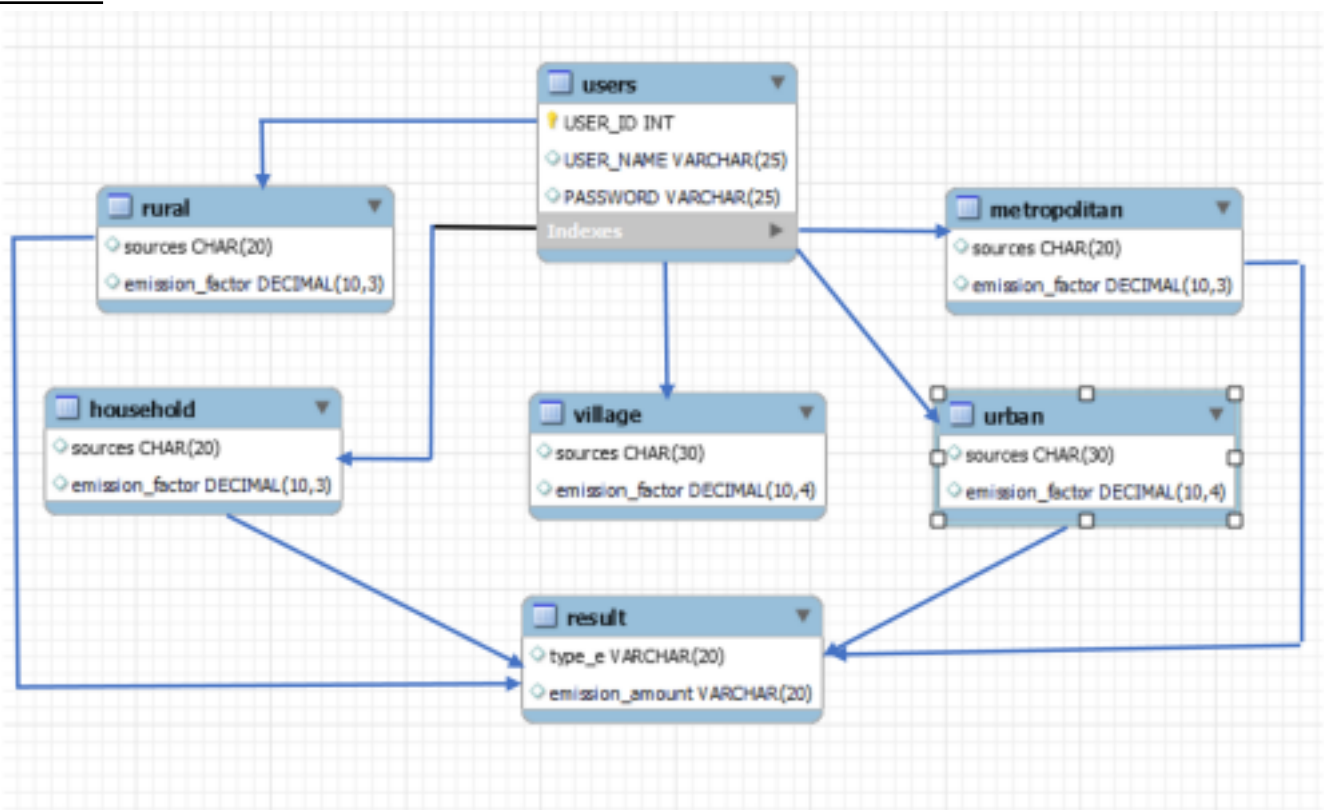 users
USER_ID INT
USER_NAME VARCHAR(25)
PASSWORD VARCHAR(25)
Indexes
rural
sources CHAR(20)
emission_factor DECIMAL(10,3)
metropolitan
sources CHAR(20)
emission_factor DECIMAL(10,3)
household
sources CHAR(20)
emission_factor DECIMAL(10,3)
village
sources CHAR(30)
emission_factor DECIMAL(10,4)
urban
sources CHAR(30)
emission_factor DECIMAL(10,4)
result
type_e VARCHAR(20)
emission_amount VARCHAR(20)